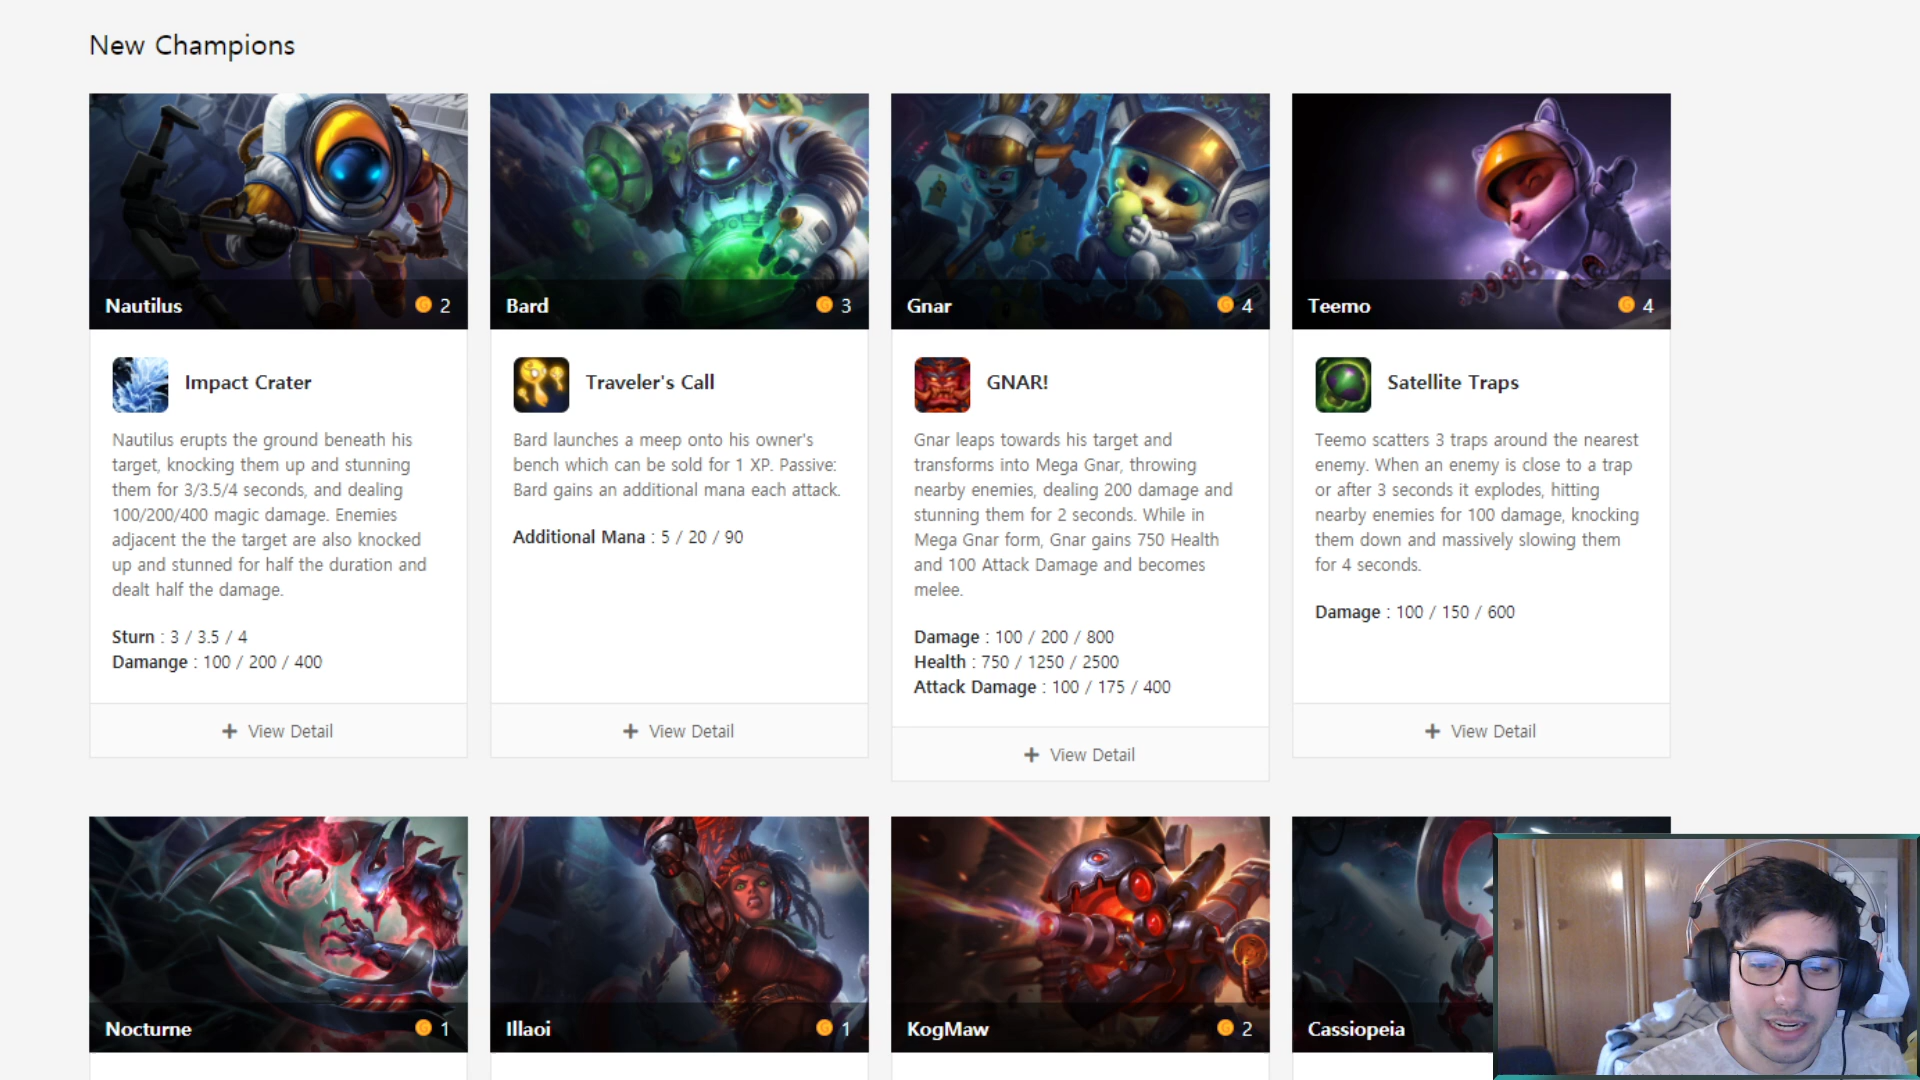 New Champions
Nautilus 2
Bard 3
Gnar 4
Teemo 4
Impact Crater
Nautilus erupts the ground beneath his
target, knocking them up and stunning
them for 3/3.5/4 seconds, and dealing
100/200/400 magic damage. Enemies
adjacent the the target are also knocked
up and stunned for half the duration and
dealt half the damage.
Sturn : 3 / 3.5 / 4
Damange : 100 / 200 / 400
+ View Detail
Traveler's Call
Bard launches a meep onto his owner's
bench which can be sold for 1 XP. Passive:
Bard gains an additional mana each attack.
Additional Mana : 5 / 20 / 90
+ View Detail
GNAR!
Gnar leaps towards his target and
transforms into Mega Gnar, throwing
nearby enemies, dealing 200 damage and
stunning them for 2 seconds. While in
Mega Gnar form, Gnar gains 750 Health
and 100 Attack Damage and becomes
melee.
Damage : 100 / 200 / 800
Health : 750 / 1250 / 2500
Attack Damage : 100 / 175 / 400
+ View Detail
Satellite Traps
Teemo scatters 3 traps around the nearest
enemy. When an enemy is close to a trap
or after 3 seconds it explodes, hitting
nearby enemies for 100 damage, knocking
them down and massively slowing them
for 4 seconds.
Damage : 100 / 150 / 600
+ View Detail
Nocturne 1
Illaoi 1
KogMaw 2
Cassiopeia